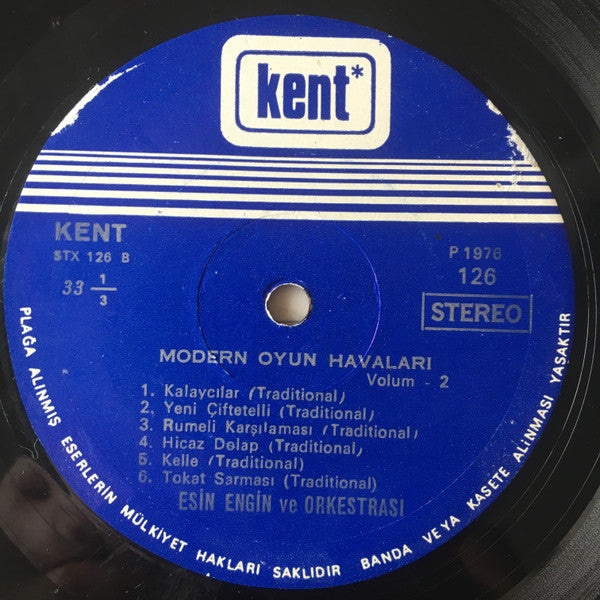 kent*
KENT
STX 126 B
33 1/3
P 1976
126
STEREO
MODERN OYUN HAVALARI
Volum - 2
1. Kalaycılar (Traditional)
2. Yeni Çiftetelli (Traditional)
3. Rumeli Karşılaması (Traditional)
4. Hicaz Dolap (Traditional)
5. Kelle (Traditional)
6. Tokat Sarması (Traditional)
ESİN ENGİN ve ORKESTRASI
PLAĞA ALINMIŞ ESERLERİN MÜLKİYET HAKLARI SAKLIDIR BANDA VEYA KASETE ALINMASI YASAKTIR